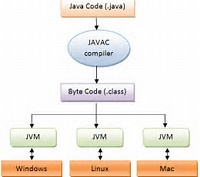 Java Code (.java)
JAVAC
compiler
Byte Code (.class)
JVM
JVM
JVM
Windows
Linux
Mac